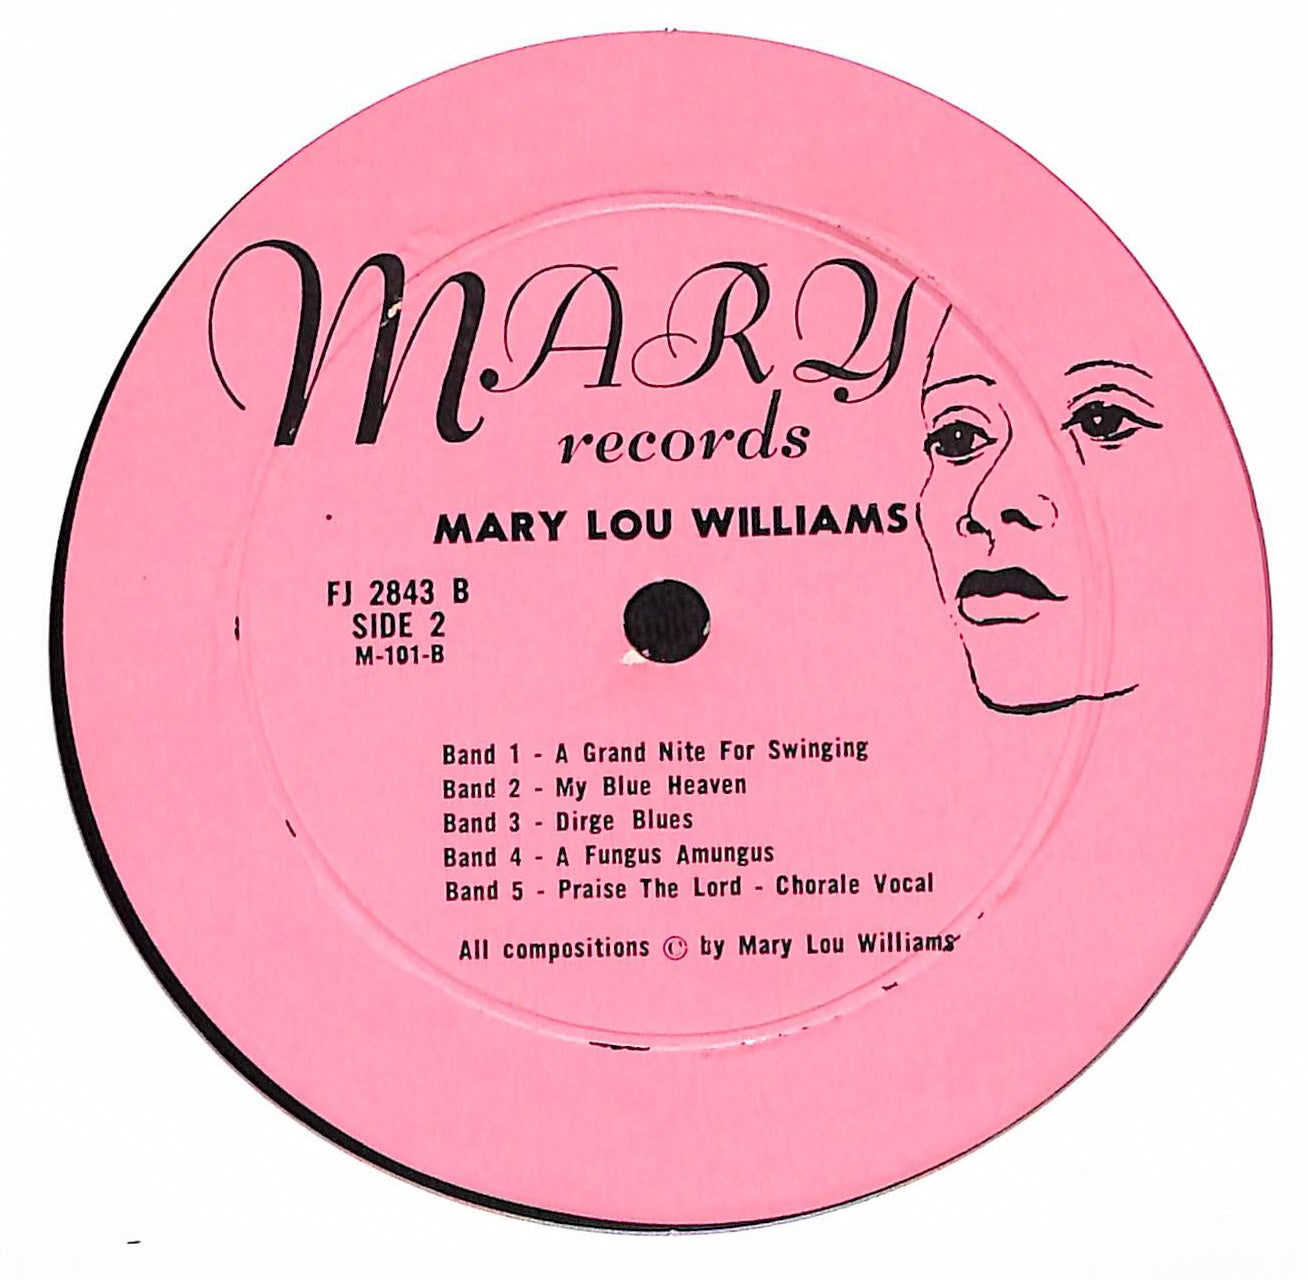 MARY
records
MARY LOU WILLIAMS
FJ 2843 B
SIDE 2
M-101-B
Band 1 - A Grand Nite For Swinging
Band 2 - My Blue Heaven
Band 3 - Dirge Blues
Band 4 - A Fungus Amungus
Band 5 - Praise The Lord - Chorale Vocal
All compositions © by Mary Lou Williams